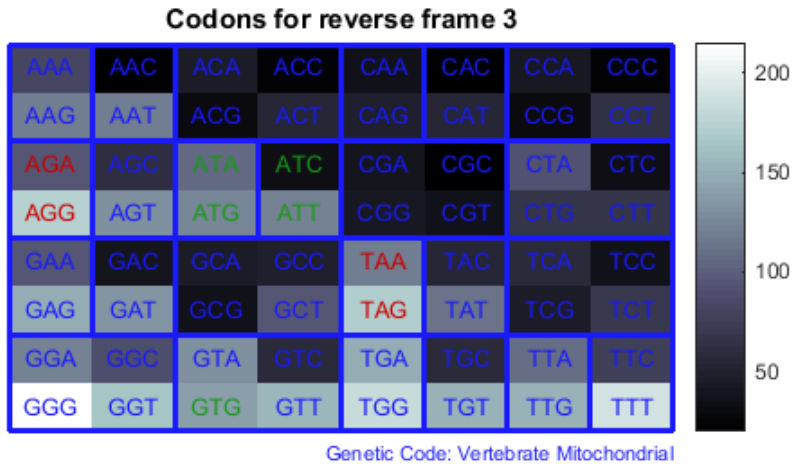 Codons for reverse frame 3
AAA AAC ACA ACC CAA CAC CCA CCC
AAG AAT ACG ACT CAG CAT CCG CCT
AGA AGC ATA ATC CGA CGC CTA CTC
AGG AGT ATG ATT CGG CGT CTG CTT
GAA GAC GCA GCC TAA TAC TCA TCC
GAG GAT GCG GCT TAG TAT TCG TCT
GGA GGC GTA GTC TGA TGC TTA TTC
GGG GGT GTG GTT TGG TGT TTG TTT
200
150
100
50
Genetic Code: Vertebrate Mitochondrial